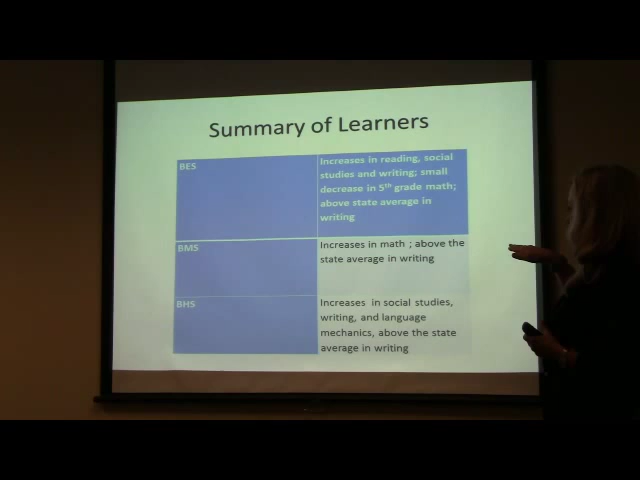 Summary of Learners
BES
Increases in reading, social
studies and writing; small
decrease in 5th grade math;
above state average in
writing
BMS
Increases in math ; above the
state average in writing
BHS
Increases in social studies,
writing, and language
mechanics, above the state
average in writing